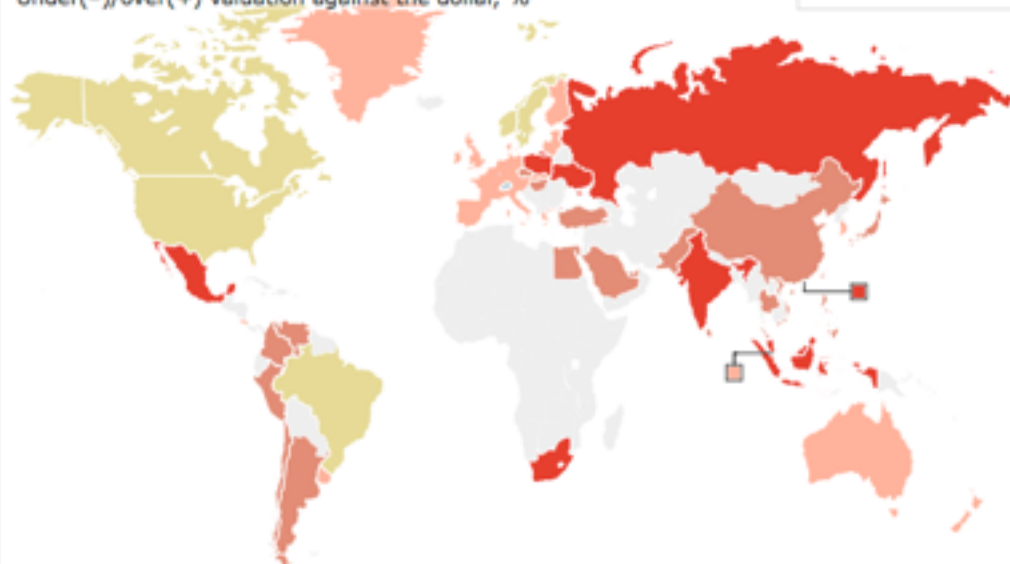 Under(−)/over(+) valuation against the dollar, %